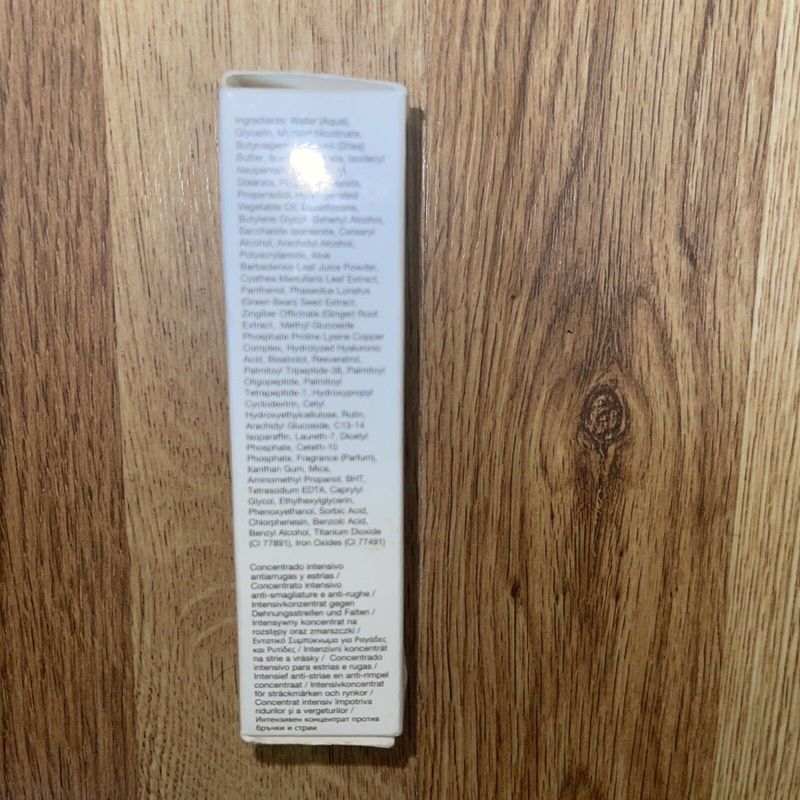 Ingredients: Water (Aqua),
Glycerin, Nicotinate,
(Shea)
Butter, Isodecyl
Stearate,
Propanediol,
Vegetable Oil, Dimethicone,
Butylene Glycol, Behenyl Alcohol,
Saccharide Isomerate, Cetearyl
Alcohol, Arachidyl Alcohol,
Polyacrylamide, Aloe
Barbadensis Leaf Juice Powder,
Cyathea Medullaris Leaf Extract,
Panthenol, Phaseolus Lunatus
(Green Bean) Seed Extract,
Zingiber Officinale (Ginger) Root
Extract, Methyl Glucoside
Phosphate Proline Lysine Copper
Complex, Hydrolyzed Hyaluronic
Acid, Bisabolol, Resveratrol,
Palmitoyl Tripeptide-38, Palmitoyl
Oligopeptide, Palmitoyl
Tetrapeptide-7, Hydroxypropyl
Cyclodextrin, Cetyl
Hydroxyethylcellulose, Rutin,
Arachidyl Glucoside, C13-14
Isoparaffin, Laureth-7, Dicetyl
Phosphate, Ceteth-10
Phosphate, Fragrance (Parfum),
Xanthan Gum, Mica,
Aminomethyl Propanol, BHT,
Tetrasodium EDTA, Caprylyl
Glycol, Ethylhexylglycerin,
Phenoxyethanol, Sorbic Acid,
Chlorphenesin, Benzoic Acid,
Benzyl Alcohol, Titanium Dioxide
(CI 77891), Iron Oxides (CI 77491)
Concentrado intensivo
antiarrugas y estrías /
Concentrato intensivo
anti-smagliature e anti-rughe /
Intensivkonzentrat gegen
Dehnungsstreifen und Falten /
Intensywny koncentrat na
rozstępy oraz zmarszczki /
Εντατικό Συμπύκνωμα για Ραγάδες
και Ρυτίδες / Intenzivní koncentrát
na strie a vrásky / Concentrado
intensivo para estrias e rugas /
Intensief anti-striae en anti-rimpel
concentraat / Intensivkoncentrat
för sträckmärken och rynkor /
Concentrat intensiv împotriva
ridurilor și a vergeturilor /
Интензивен концентрат против
бръчки и стрии